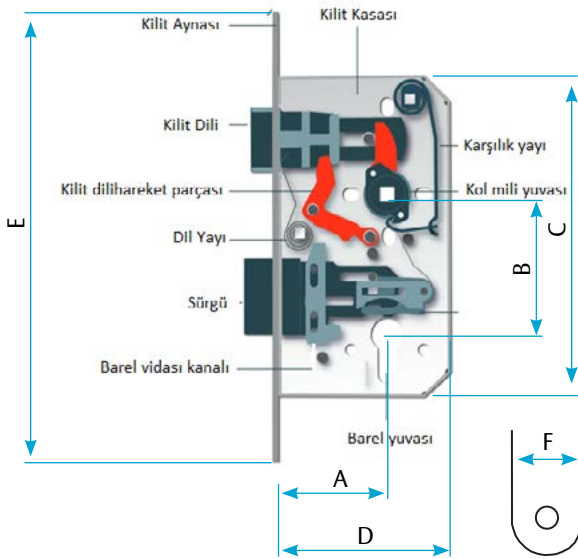 Kilit Kasası
Kilit Aynası
Kilit Dili
Karşılık yayı
Kilit dilihareket parçası
Kol mili yuvası
E
C
Dil Yayı
B
Sürgü
Barel vidası kanalı
Barel yuvası
A
F
D